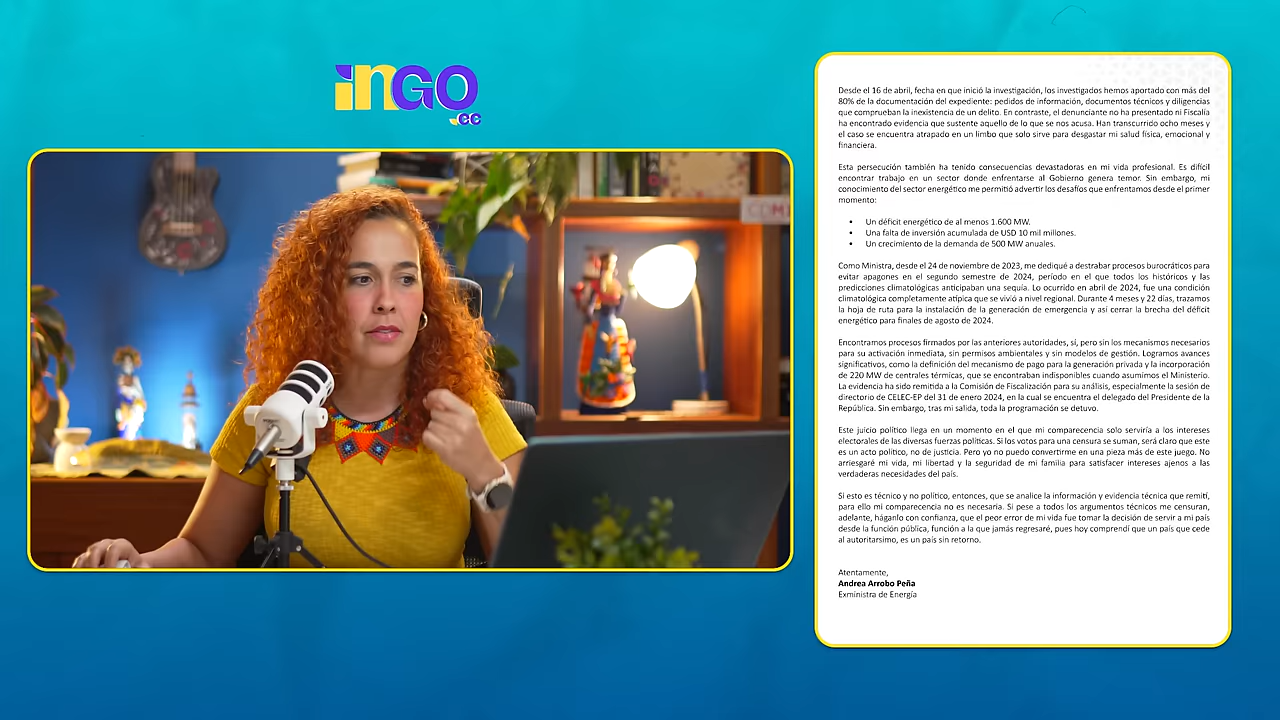 inGO
.cc
COM
Desde el 16 de abril, fecha en que inició la investigación, los investigados hemos aportado con más del
80% de la documentación del expediente: pedidos de información, documentos técnicos y diligencias
que comprueban la inexistencia de un delito. En contraste, el denunciante no ha presentado ni Fiscalía
ha encontrado evidencia que sustente aquello de lo que se nos acusa. Han transcurrido ocho meses y
el caso se encuentra atrapado en un limbo que solo sirve para desgastar mi salud física, emocional y
financiera.
Esta persecución también ha tenido consecuencias devastadoras en mi vida profesional. Es difícil
encontrar trabajo en un sector donde enfrentarse al Gobierno genera temor. Sin embargo, mi
conocimiento del sector energético me permitió advertir los desafíos que enfrentamos desde el primer
momento:
• Un déficit energético de al menos 1.600 MW.
• Una falta de inversión acumulada de USD 10 mil millones.
• Un crecimiento de la demanda de 500 MW anuales.
Como Ministra, desde el 24 de noviembre de 2023, me dediqué a destrabar procesos burocráticos para
evitar apagones en el segundo semestre de 2024, período en el que todos los históricos y las
predicciones climatológicas anticipaban una sequía. Lo ocurrido en abril de 2024, fue una condición
climatológica completamente atípica que se vivió a nivel regional. Durante 4 meses y 22 días, trazamos
la hoja de ruta para la instalación de la generación de emergencia y así cerrar la brecha del déficit
energético para finales de agosto de 2024.
Encontramos procesos firmados por las anteriores autoridades, sí, pero sin los mecanismos necesarios
para su activación inmediata, sin permisos ambientales y sin modelos de gestión. Logramos avances
significativos, como la definición del mecanismo de pago para la generación privada y la incorporación
de 220 MW de centrales térmicas, que se encontraban indisponibles cuando asumimos el Ministerio.
La evidencia ha sido remitida a la Comisión de Fiscalización para su análisis, especialmente la sesión de
directorio de CELEC-EP del 31 de enero 2024, en la cual se encuentra el delegado del Presidente de la
República. Sin embargo, tras mi salida, toda la programación se detuvo.
Este juicio político llega en un momento en el que mi comparecencia solo serviría a los intereses
electorales de las diversas fuerzas políticas. Si los votos para una censura se suman, será claro que este
es un acto político, no de justicia. Pero yo no puedo convertirme en una pieza más de este juego. No
arriesgaré mi vida, mi libertad y la seguridad de mi familia para satisfacer intereses ajenos a las
verdaderas necesidades del país.
Si esto es técnico y no político, entonces, que se analice la información y evidencia técnica que remití,
para ello mi comparecencia no es necesaria. Si pese a todos los argumentos técnicos me censuran,
adelante, háganlo con confianza, que el peor error de mi vida fue tomar la decisión de servir a mi país
desde la función pública, función a la que jamás regresaré, pues hoy comprendí que un país que cede
al autoritarsimo, es un país sin retorno.
Atentamente,
Andrea Arrobo Peña
Exministra de Energía